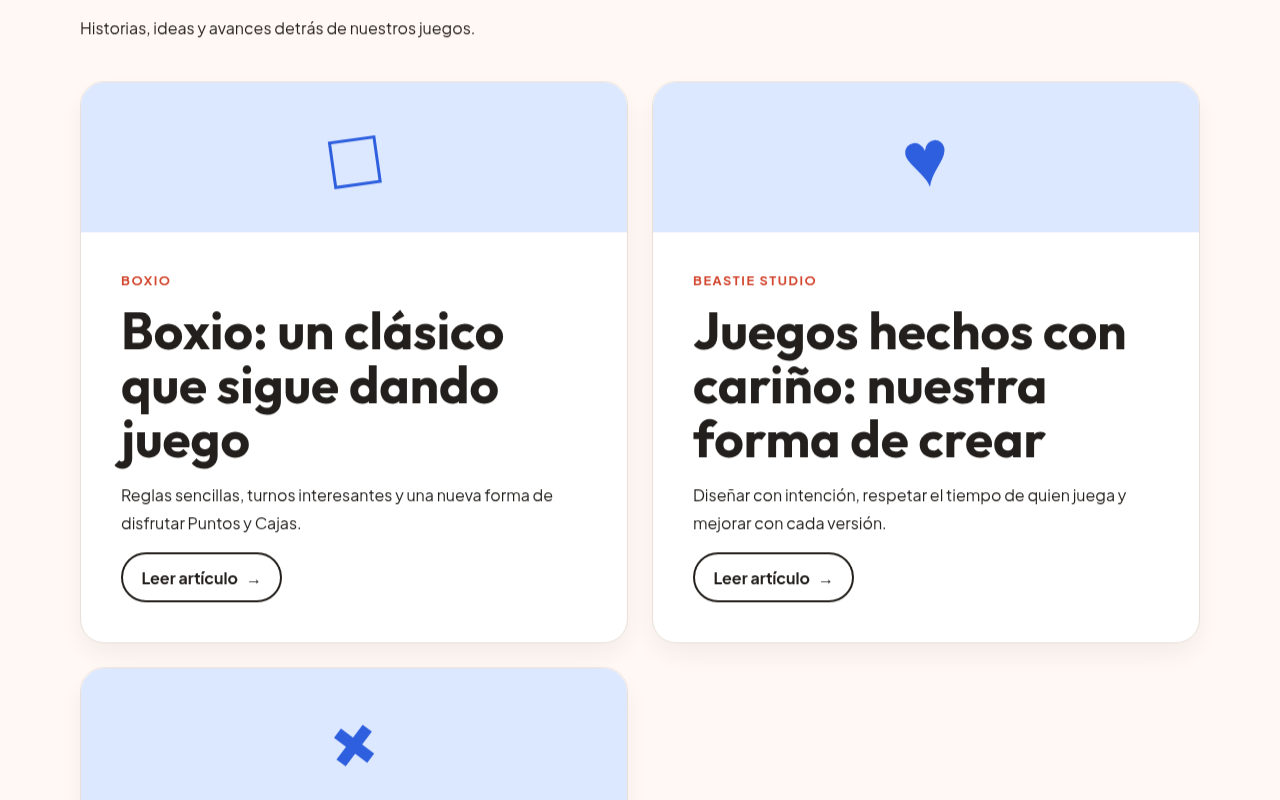 Historias, ideas y avances detrás de nuestros juegos.
BOXIO
Boxio: un clásico
que sigue dando
juego
Reglas sencillas, turnos interesantes y una nueva forma de
disfrutar Puntos y Cajas.
Leer artículo →
BEASTIE STUDIO
Juegos hechos con
cariño: nuestra
forma de crear
Diseñar con intención, respetar el tiempo de quien juega y
mejorar con cada versión.
Leer artículo →